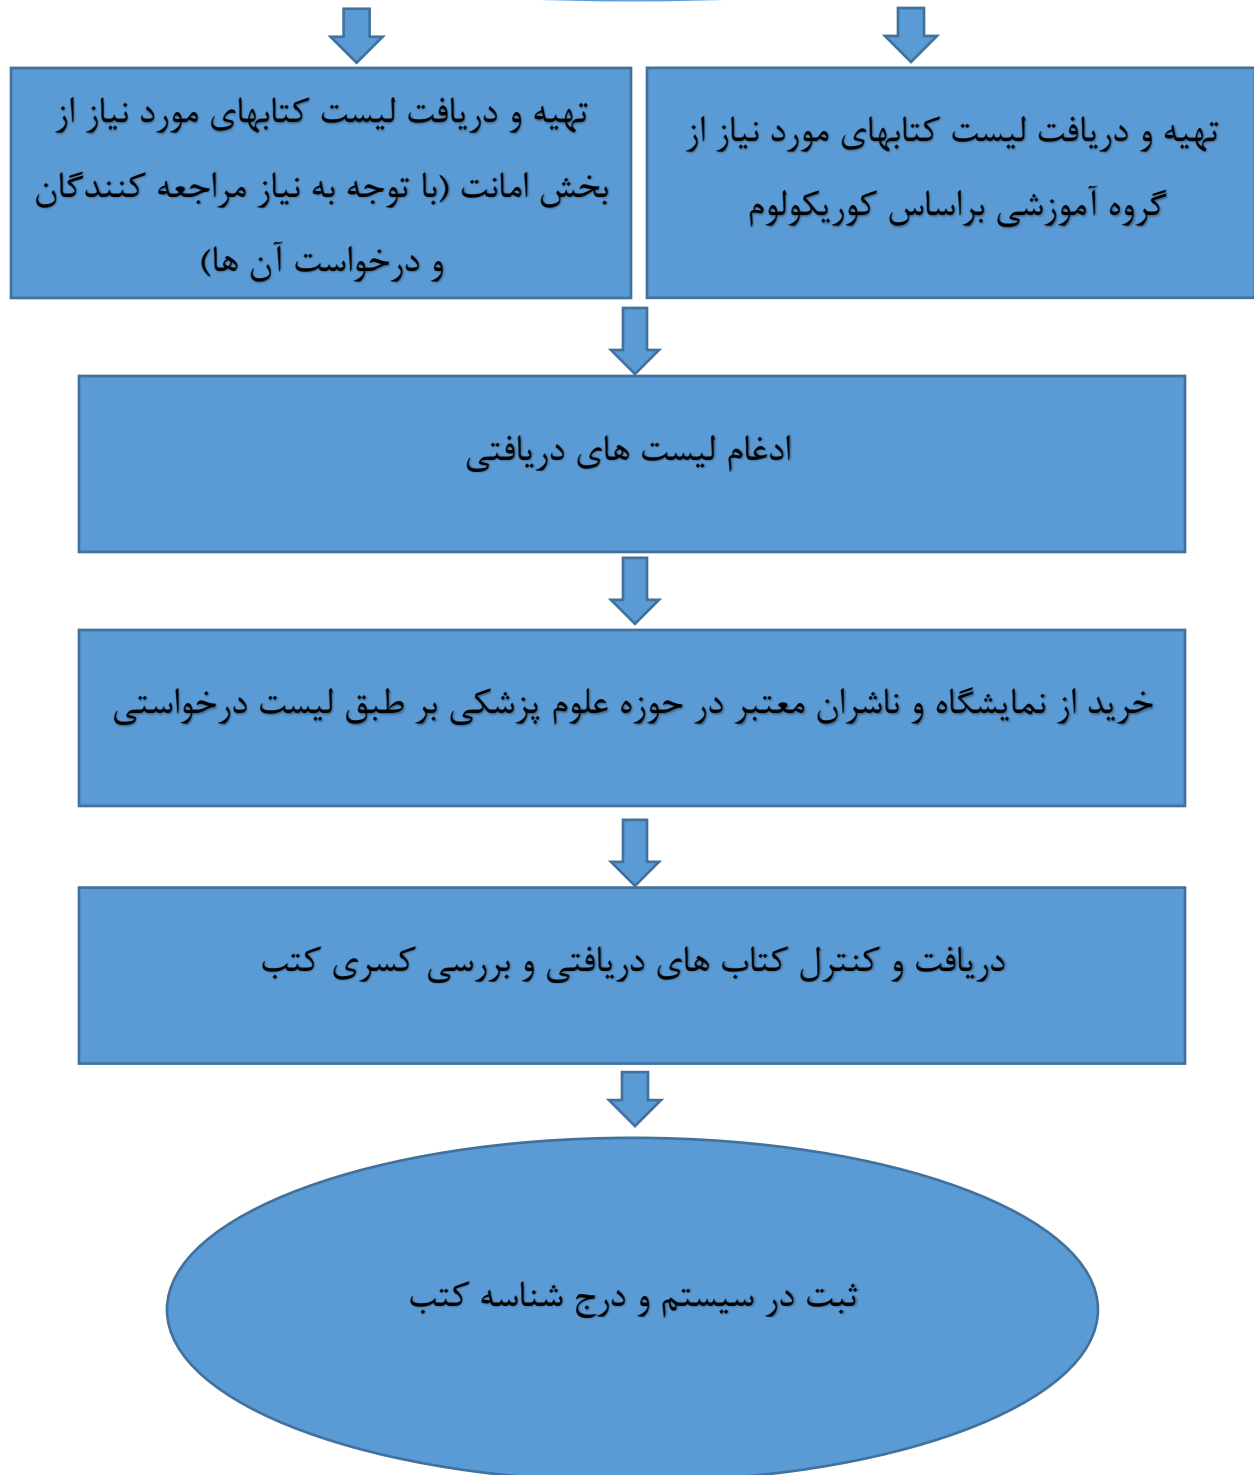 تهیه و دریافت لیست کتابهای مورد نیاز از
گروه آموزشی براساس کوریکولوم
تهیه و دریافت لیست کتابهای مورد نیاز از
بخش امانت (با توجه به نیاز مراجعه کنندگان
و درخواست آن ها)
ادغام لیست های دریافتی
خرید از نمایشگاه و ناشران معتبر در حوزه علوم پزشکی بر طبق لیست درخواستی
دریافت و کنترل کتاب های دریافتی و بررسی کسری کتب
ثبت در سیستم و درج شناسه کتب